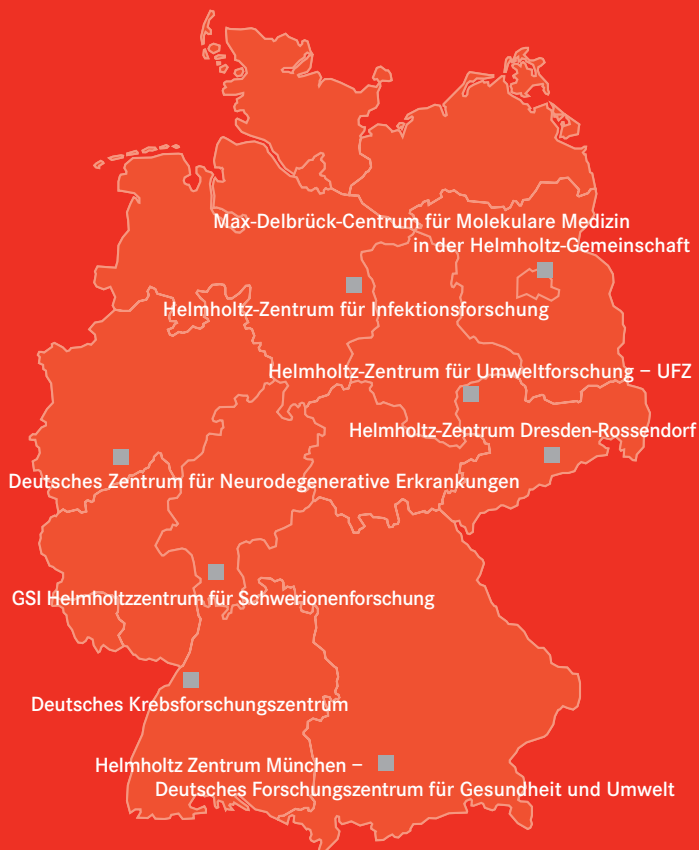 Max-Delbrück-Centrum für Molekulare Medizin
in der Helmholtz-Gemeinschaft
Helmholtz-Zentrum für Infektionsforschung
Helmholtz-Zentrum für Umweltforschung – UFZ
Helmholtz-Zentrum Dresden-Rossendorf
Deutsches Zentrum für Neurodegenerative Erkrankungen
GSI Helmholtzzentrum für Schwerionenforschung
Deutsches Krebsforschungszentrum
Helmholtz Zentrum München –
Deutsches Forschungszentrum für Gesundheit und Umwelt